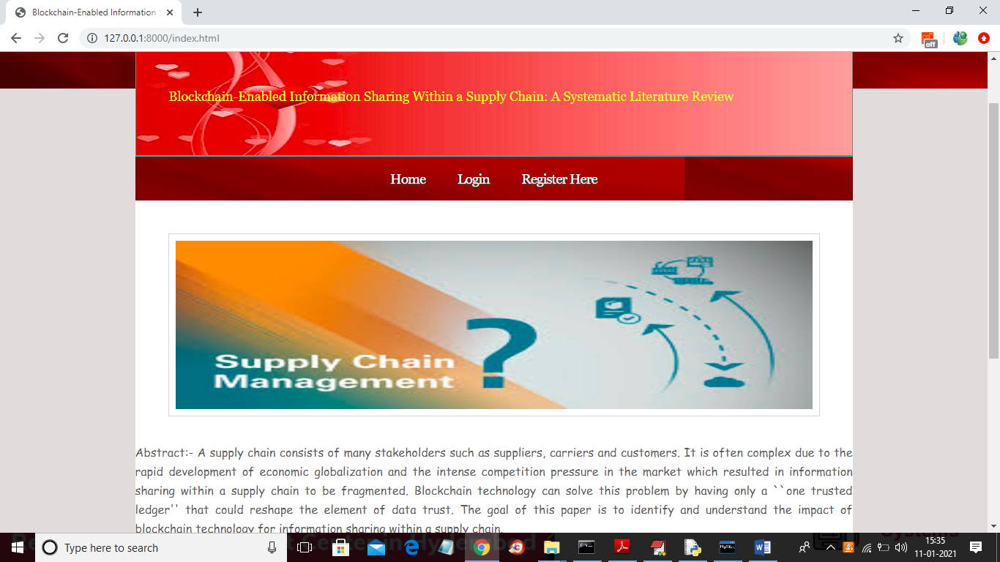 Blockchain-Enabled Information
127.0.0.1:8000/index.html
off
Blockchain-Enabled Information Sharing Within a Supply Chain: A Systematic Literature Review
Home Login Register Here
Supply Chain
Management
?
Abstract:- A supply chain consists of many stakeholders such as suppliers, carriers and customers. It is often complex due to the
rapid development of economic globalization and the intense competition pressure in the market which resulted in information
sharing within a supply chain to be fragmented. Blockchain technology can solve this problem by having only a ``one trusted
ledger'' that could reshape the element of data trust. The goal of this paper is to identify and understand the impact of
blockchain technology for information sharing within a supply chain.
Type here to search
15:35
11-01-2021